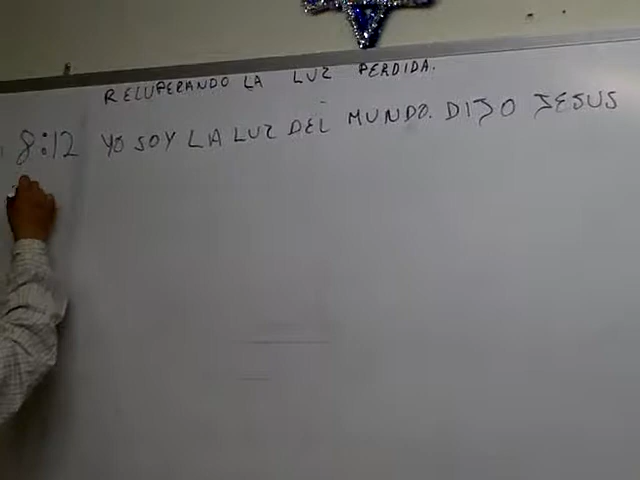 RECUPERANDO LA LUZ PERDIDA.
8:12 YO SOY LA LUZ DEL MUNDO. DIJO JESUS